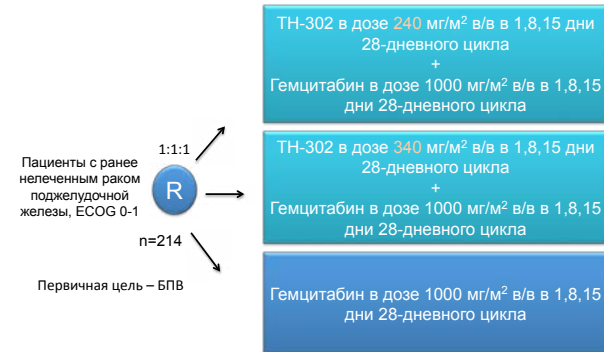 TH-302 в дозе 240 мг/м² в/в в 1,8,15 дни
28-дневного цикла
+
Гемцитабин в дозе 1000 мг/м² в/в в 1,8,15
дни 28-дневного цикла
1:1:1
Пациенты с ранее
нелеченным раком
поджелудочной
железы, ECOG 0-1
R
n=214
Первичная цель – БПВ
TH-302 в дозе 340 мг/м² в/в в 1,8,15 дни
28-дневного цикла
+
Гемцитабин в дозе 1000 мг/м² в/в в 1,8,15
дни 28-дневного цикла
Гемцитабин в дозе 1000 мг/м² в/в в 1,8,15
дни 28-дневного цикла